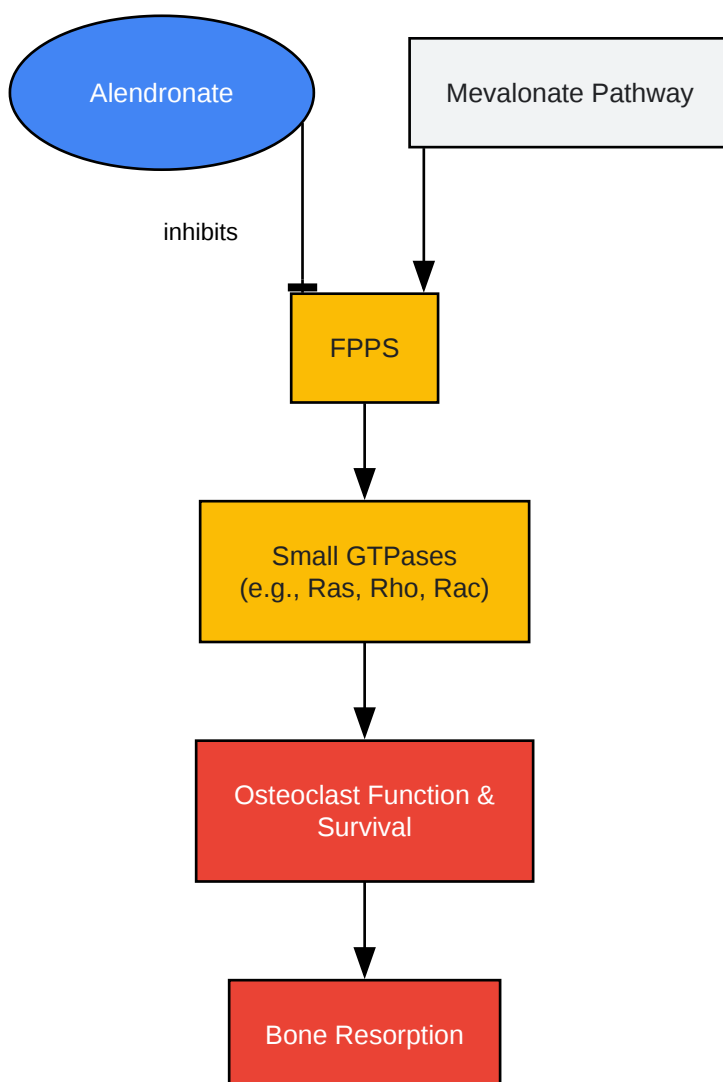 Alendronate
Mevalonate Pathway
inhibits
FPPS
Small GTPases
(e.g., Ras, Rho, Rac)
Osteoclast Function &
Survival
Bone Resorption